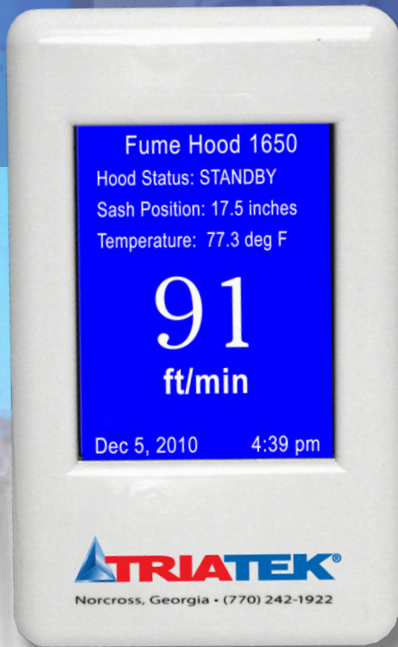 Fume Hood 1650
Hood Status: STANDBY
Sash Position: 17.5 inches
Temperature: 77.3 deg F
91
ft/min
Dec 5, 2010 4:39 pm
TRIATEK®
Norcross, Georgia • (770) 242-1922